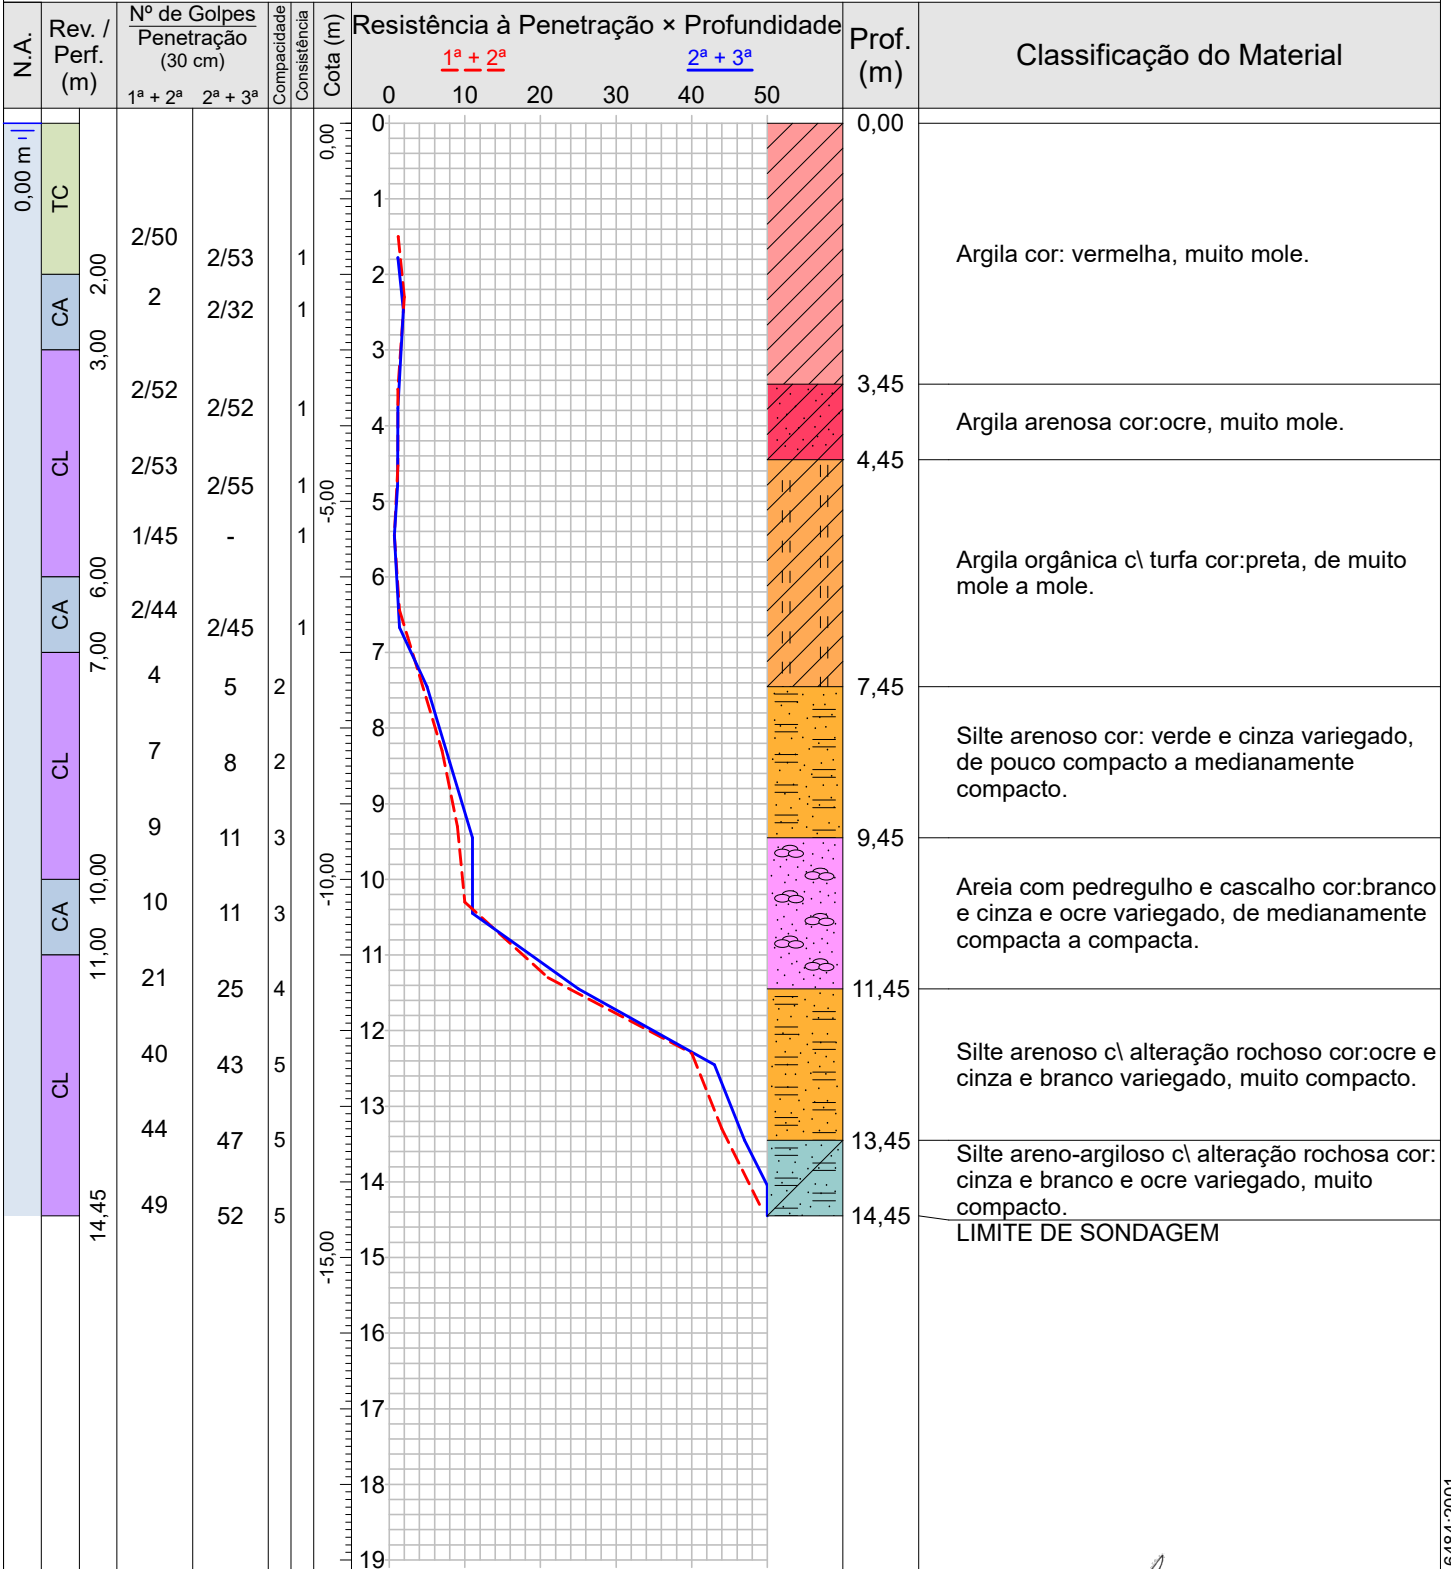 N.A.
Rev. /
Perf.
(m)
Nº de Golpes
Penetração
(30 cm)
1ª + 2ª 2ª + 3ª
Compacidade
Consistência
Cota (m)
Resistência à Penetração × Profundidade
1ª + 2ª 2ª + 3ª
0 10 20 30 40 50
Prof.
(m)
Classificação do Material
0,00 m
TC
2,00
CA
3,00
CL
6,00
CA
7,00
CL
10,00
CA
11,00
CL
14,45
2/50
2/53 1
2
2/32 1
2/52
2/52 1
2/53
2/55 1
1/45 - 1
2/44
2/45 1
4
5 2
7
8 2
9
11 3
10
11 3
21
25 4
40
43 5
44
47 5
49
52 5
0,00
-5,00
-10,00
-15,00
0
1
2
3
4
5
6
7
8
9
10
11
12
13
14
15
16
17
18
19
0,00
Argila cor: vermelha, muito mole.
3,45
Argila arenosa cor:ocre, muito mole.
4,45
Argila orgânica c\ turfa cor:preta, de muito
mole a mole.
7,45
Silte arenoso cor: verde e cinza variegado,
de pouco compacto a medianamente
compacto.
9,45
Areia com pedregulho e cascalho cor:branco
e cinza e ocre variegado, de medianamente
compacta a compacta.
11,45
Silte arenoso c\ alteração rochoso cor:ocre e
cinza e branco variegado, muito compacto.
13,45
Silte areno-argiloso c\ alteração rochosa cor:
cinza e branco e ocre variegado, muito
compacto.
14,45
LIMITE DE SONDAGEM
6484:2001